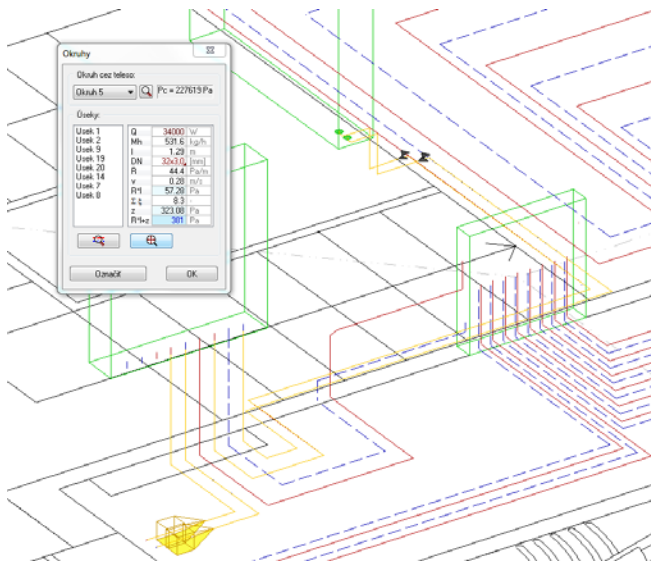 Okruhy
Okruh cez teleso:
Okruh 5
Pc = 227619 Pa
Úseky:
Usek 1
Usek 2
Usek 9
Usek 19
Usek 20
Usek 14
Usek 7
Usek 8
Q 34000 W
Mh 531.6 kg/h
l 1.29 m
DN 32x3.0 [mm]
R 44.4 Pa/m
v 0.28 m/s
R*l 57.28 Pa
Σ ξ 8.3 -
z 323.08 Pa
R*l+z 381 Pa
Označiť
OK